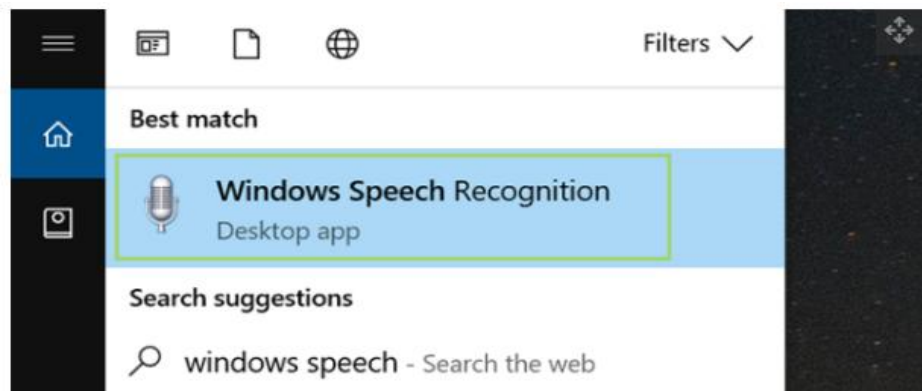 Filters
Best match
Windows Speech Recognition
Desktop app
Search suggestions
windows speech - Search the web